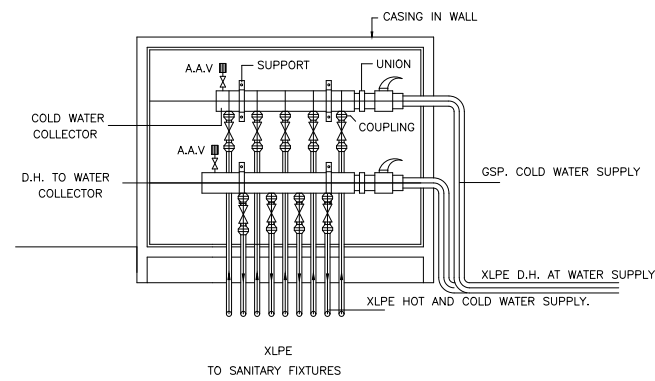 CASING IN WALL
A.A.V
SUPPORT
UNION
COLD WATER
COLLECTOR
COUPLING
A.A.V
GSP. COLD WATER SUPPLY
D.H. TO WATER
COLLECTOR
XLPE D.H. AT WATER SUPPLY
XLPE HOT AND COLD WATER SUPPLY.
XLPE
TO SANITARY FIXTURES